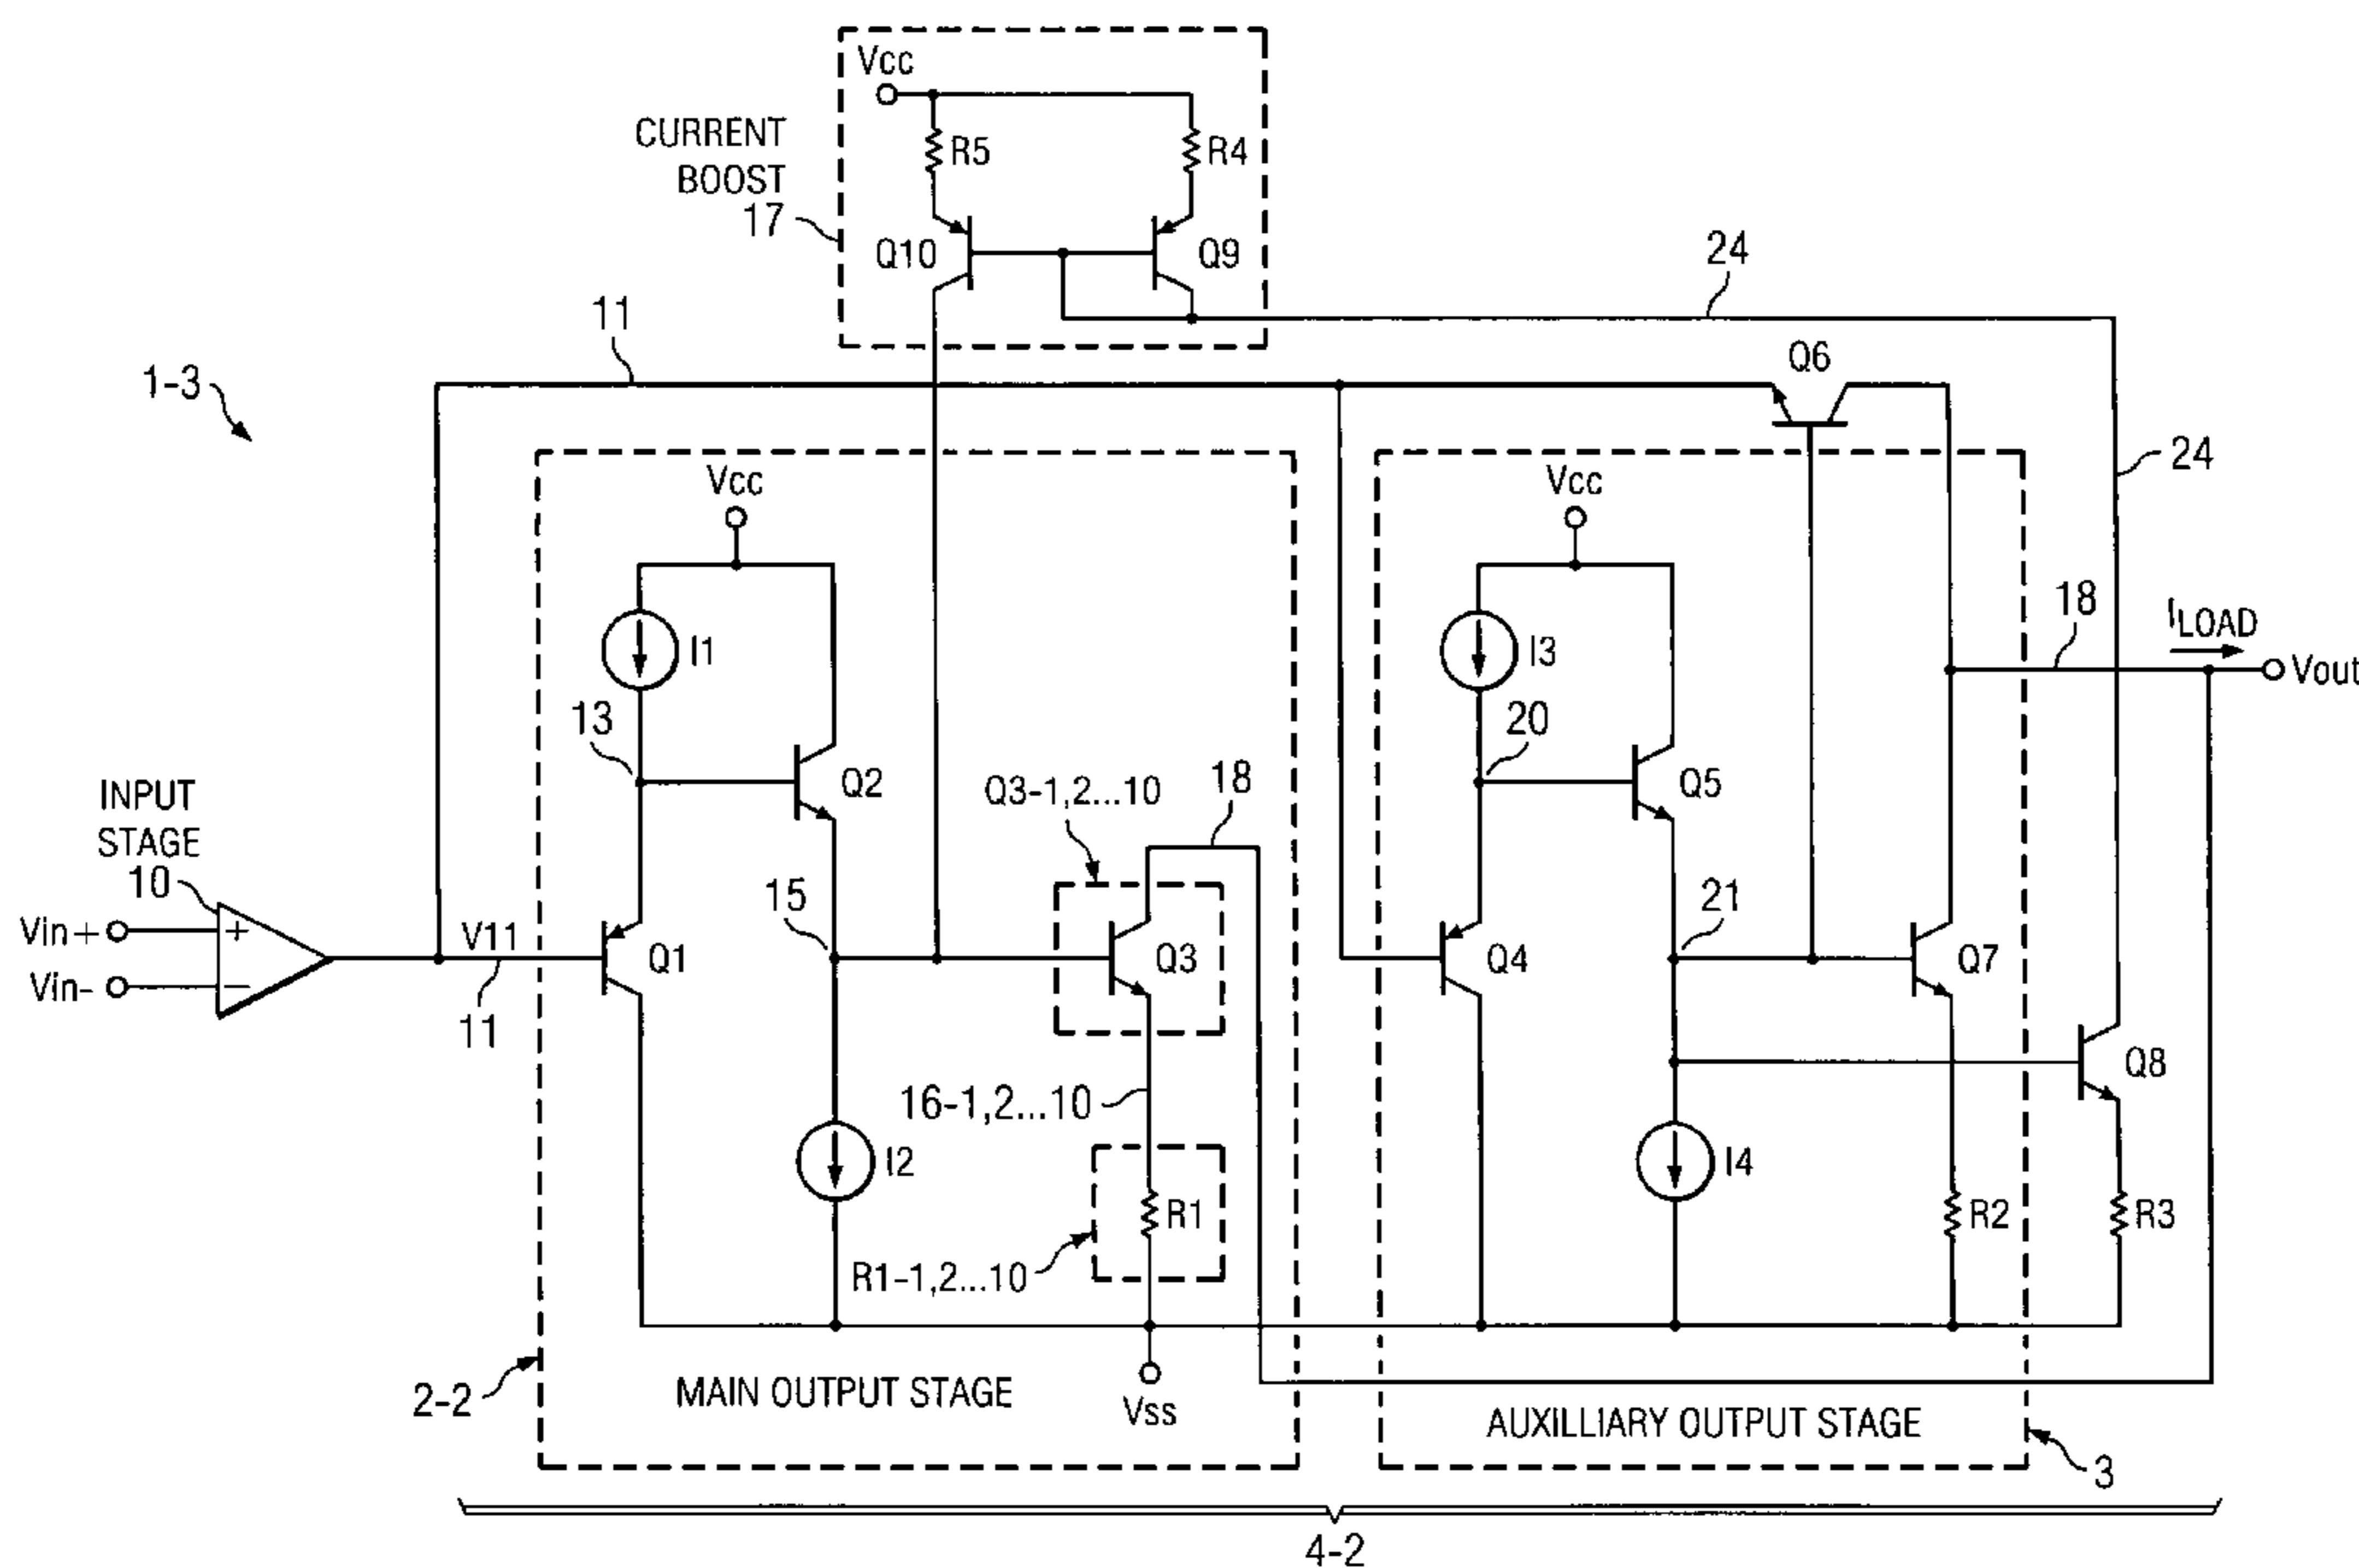 Vcc
CURRENT
BOOST
17
R5
R4
Q10
Q9
24
11
Q6
1-3
24
Vcc
Vcc
I1
I3
18
ILOAD
Vout
13
20
Q2
Q5
INPUT
STAGE
10
Q3-1,2...10
18
15
21
Vin+
Vin-
+
−
V11
11
Q1
Q3
Q4
Q7
Q8
16-1,2...10
I2
I4
R1
R2
R3
R1-1,2...10
2-2
MAIN OUTPUT STAGE
Vss
AUXILLIARY OUTPUT STAGE
3
4-2